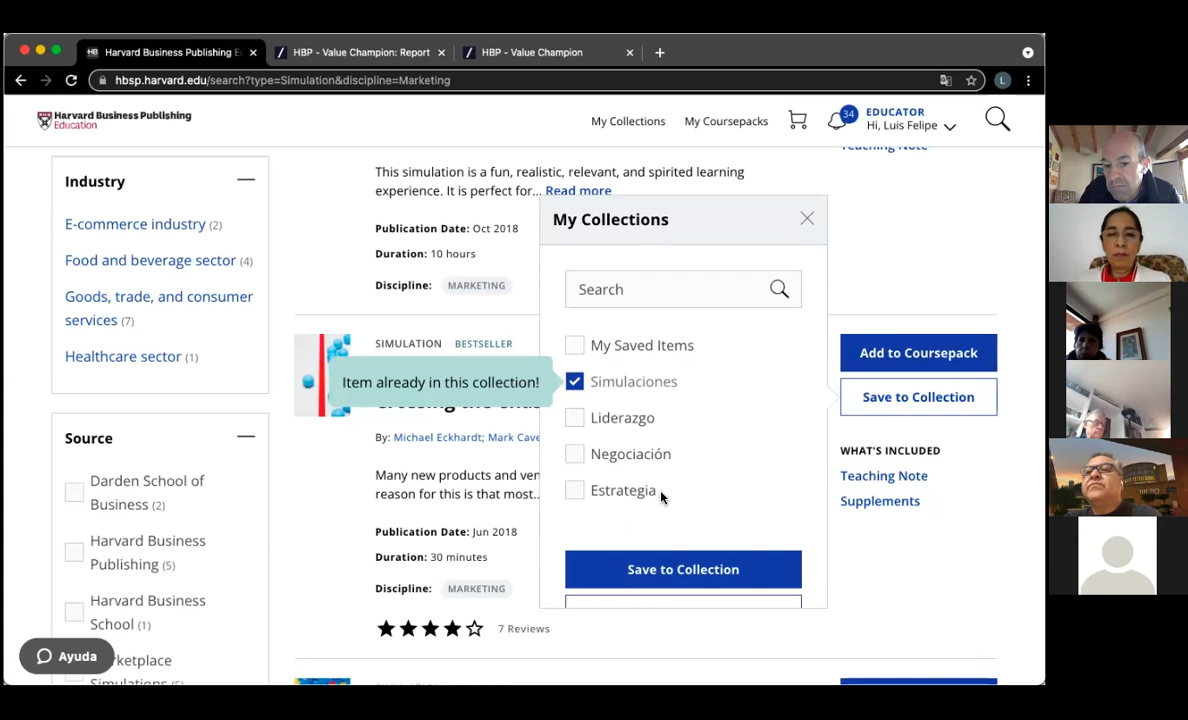 Harvard Business Publishing E
HBP - Value Champion: Report
HBP - Value Champion
hbsp.harvard.edu/search?type=Simulation&discipline=Marketing
L
Harvard Business Publishing
Education
My Collections
My Coursepacks
34
EDUCATOR
Hi, Luis Felipe
Industry
E-commerce industry (2)
Food and beverage sector (4)
Goods, trade, and consumer
services (7)
Healthcare sector (1)
Source
Darden School of
Business (2)
Harvard Business
Publishing (5)
Harvard Business
School (1)
Simulations (5)
Ayuda
Teaching Note
This simulation is a fun, realistic, relevant, and spirited learning
experience. It is perfect for... Read more
Publication Date: Oct 2018
Duration: 10 hours
Discipline: MARKETING
SIMULATION BESTSELLER
Item already in this collection!
By: Michael Eckhardt; Mark Cave
Many new products and ven
reason for this is that most...
Publication Date: Jun 2018
Duration: 30 minutes
Discipline: MARKETING
7 Reviews
My Collections
Search
My Saved Items
Simulaciones
Liderazgo
Negociación
Estrategia
Save to Collection
Add to Coursepack
Save to Collection
WHAT'S INCLUDED
Teaching Note
Supplements